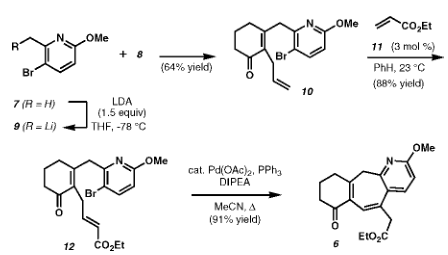 R
N
OMe
Br
+ 8
(64% yield)
N
OMe
Br
O
10
O
OEt
11 (3 mol %)
PhH, 23 °C
(88% yield)
7 (R = H)
LDA
(1.5 equiv)
9 (R = Li)
THF, -78 °C
N
OMe
Br
O
CO2Et
12
cat. Pd(OAc)2, PPh3
DIPEA
MeCN, Δ
(91% yield)
OMe
N
O
EtO2C
6